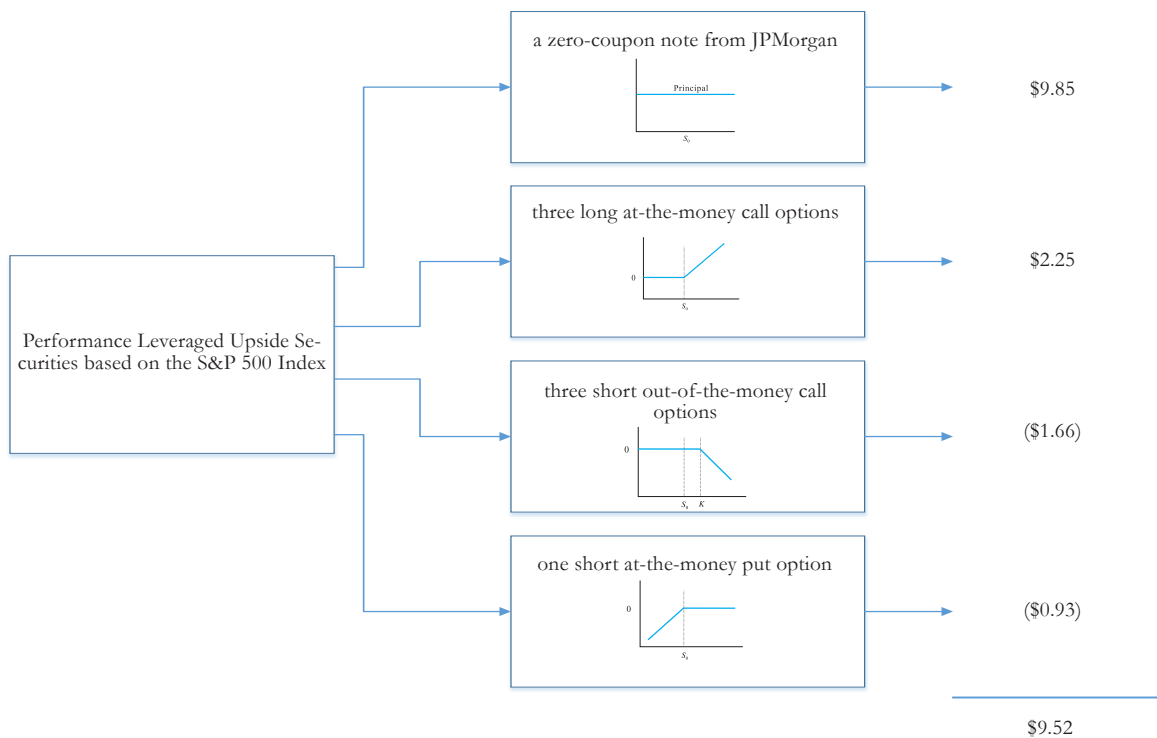 a zero-coupon note from JPMorgan
Principal
S₀
$9.85
three long at-the-money call options
0
S₀
$2.25
Performance Leveraged Upside Se-
curities based on the S&P 500 Index
three short out-of-the-money call
options
0
S₀ K
($1.66)
one short at-the-money put option
0
S₀
($0.93)
$9.52